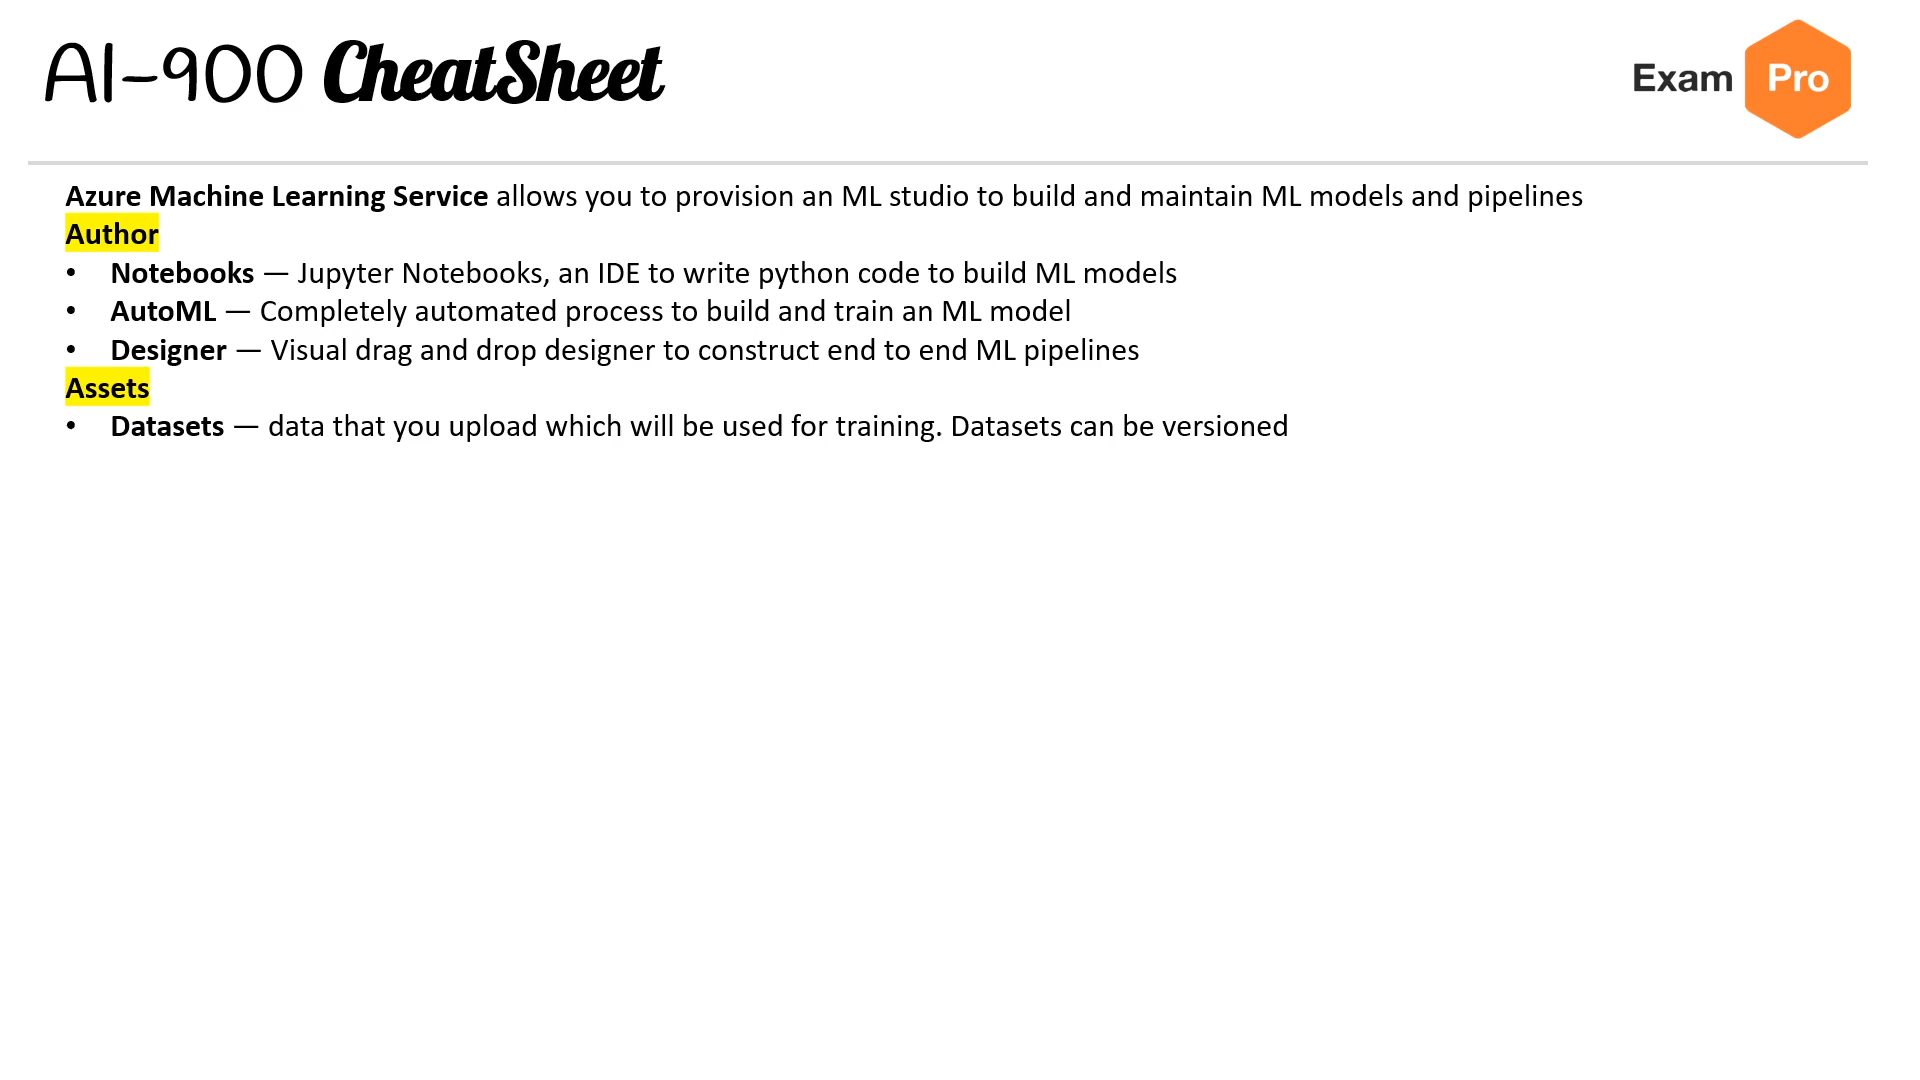 AI-900 CheatSheet
Exam Pro
Azure Machine Learning Service allows you to provision an ML studio to build and maintain ML models and pipelines
Author
• Notebooks — Jupyter Notebooks, an IDE to write python code to build ML models
• AutoML — Completely automated process to build and train an ML model
• Designer — Visual drag and drop designer to construct end to end ML pipelines
Assets
• Datasets — data that you upload which will be used for training. Datasets can be versioned